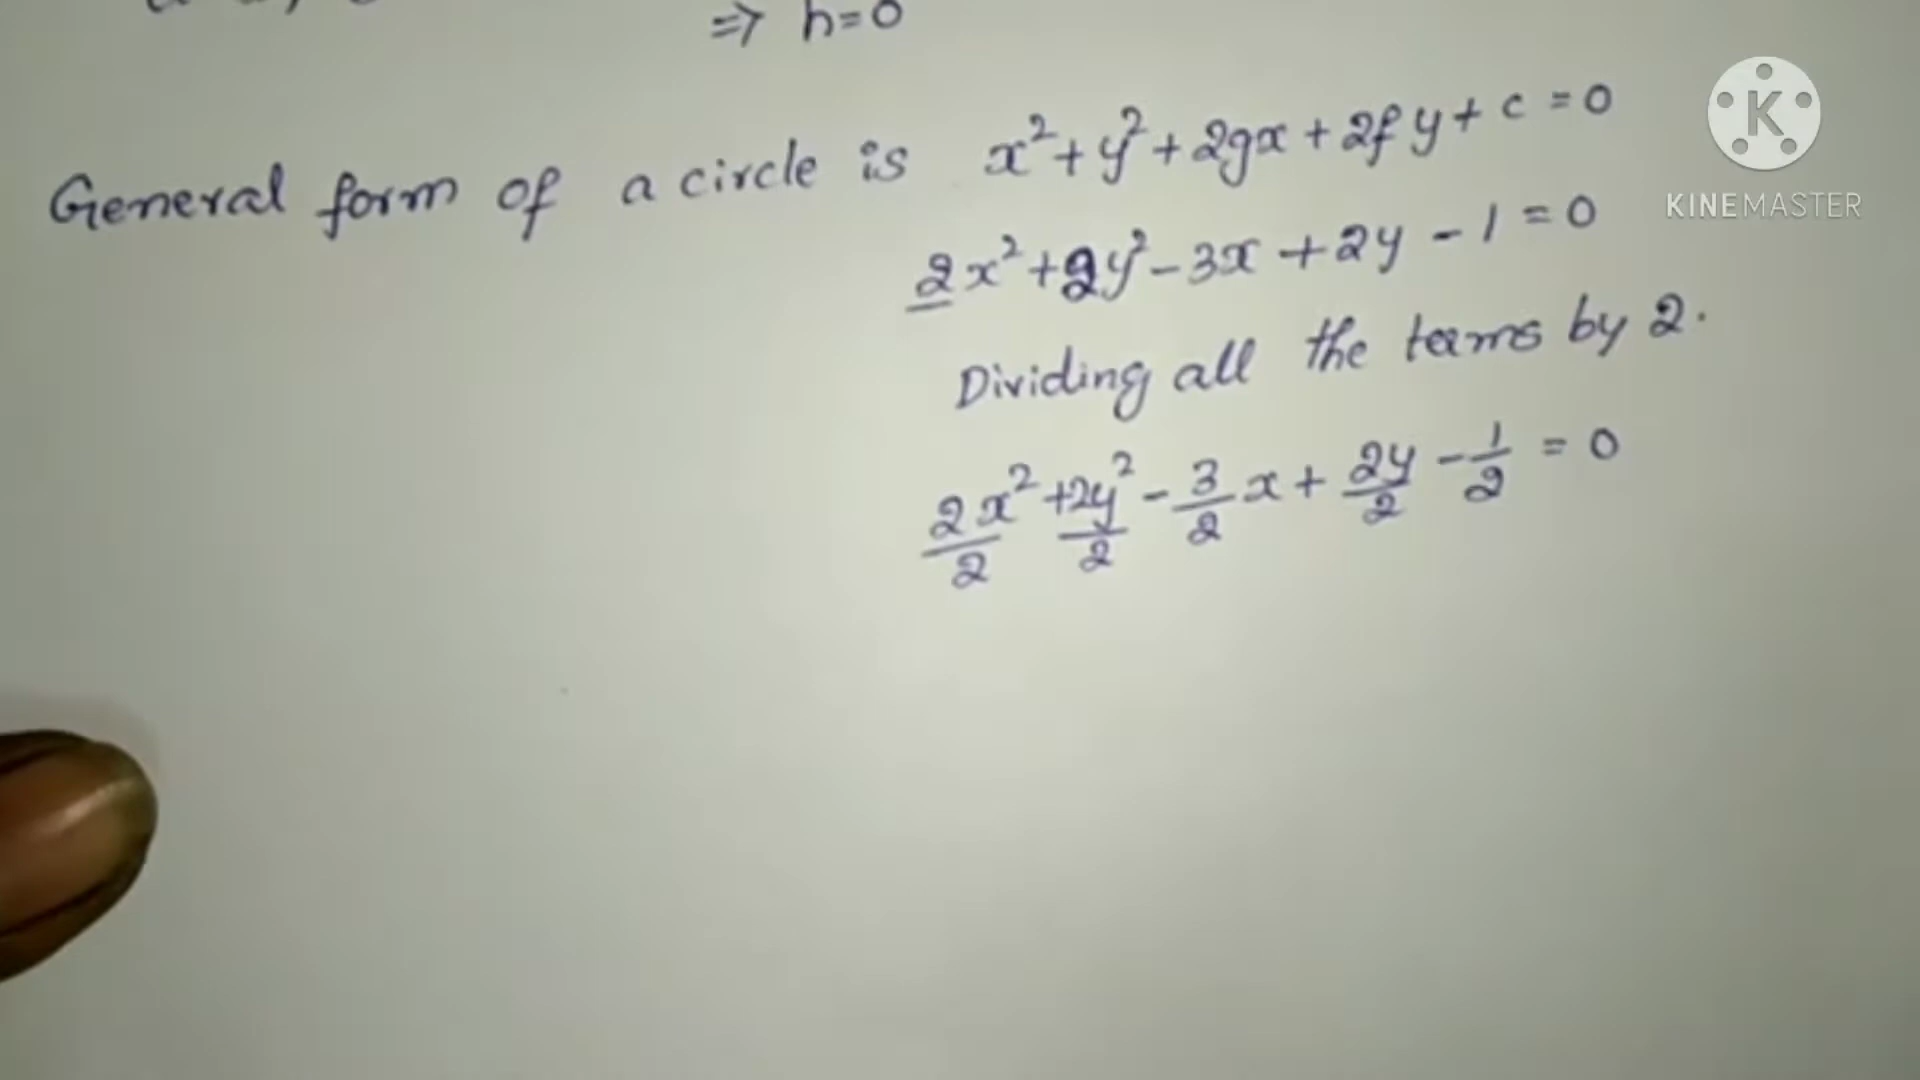 ⇒ h=0
General form of a circle is x²+y²+2gx+2fy+c=0
2x²+2y²-3x+2y-1=0
Dividing all the terms by 2.
2x²/2+2y²/2-3/2x+2y/2-1/2=0
K
KINEMASTER